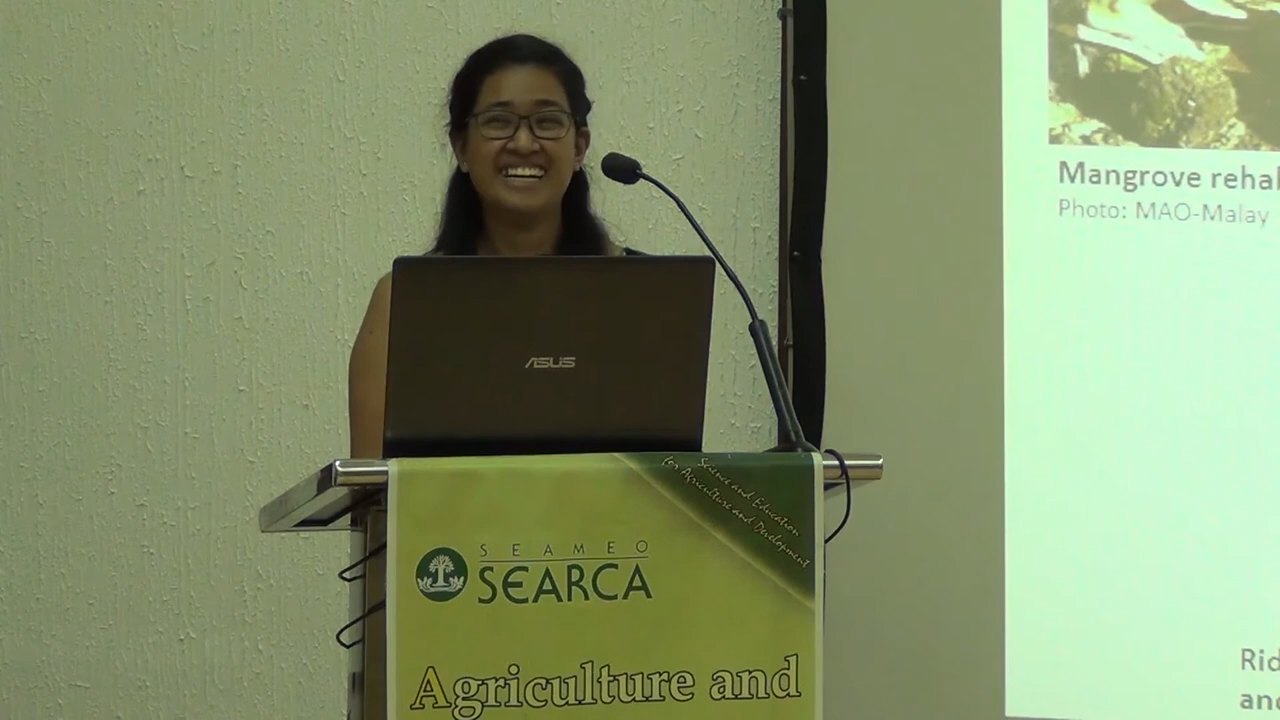 Mangrove rehal
Photo: MAO-Malay
ASUS
Science and Education
for Agriculture and Development
SEAMEO
SEARCA
Agriculture and
Rid
and